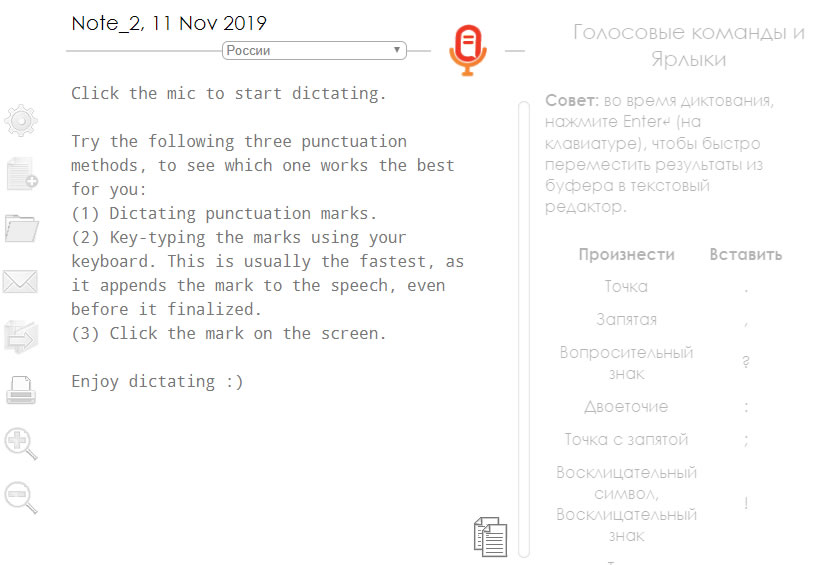 Note_2, 11 Nov 2019
России
Click the mic to start dictating.
Try the following three punctuation
methods, to see which one works the best
for you:
(1) Dictating punctuation marks.
(2) Key-typing the marks using your
keyboard. This is usually the fastest, as
it appends the mark to the speech, even
before it finalized.
(3) Click the mark on the screen.
Enjoy dictating :)
Голосовые команды и
Ярлыки
Совет: во время диктования,
нажмите Enter↵ (на
клавиатуре), чтобы быстро
переместить результаты из
буфера в текстовый
редактор.
Произнести Вставить
Точка .
Запятая ,
Вопросительный
знак ?
Двоеточие :
Точка с запятой ;
Восклицательный
символ,
Восклицательный !
знак